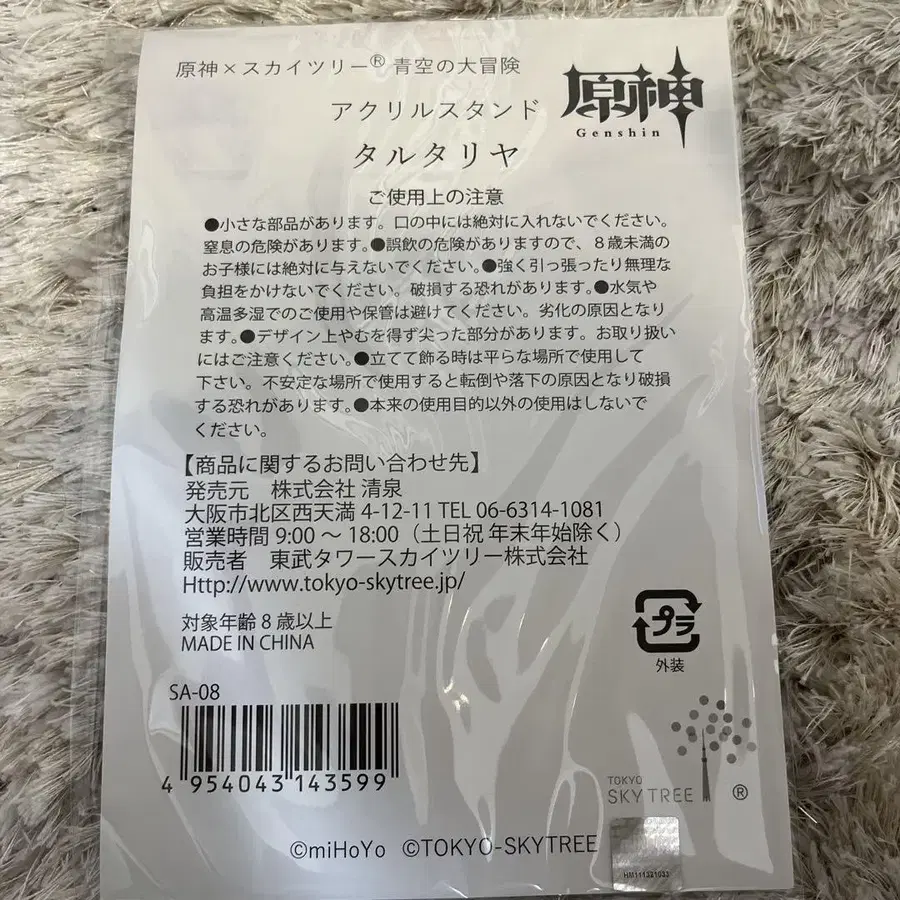 原神×スカイツリー® 青空の大冒険
原神
Genshin
アクリルスタンド
タルタリヤ
ご使用上の注意
●小さな部品があります。口の中には絶対に入れないでください。
窒息の危険があります。●誤飲の危険がありますので、８歳未満の
お子様には絶対に与えないでください。●強く引っ張ったり無理な
負担をかけないでください。破損する恐れがあります。●水気や
高温多湿でのご使用や保管は避けてください。劣化の原因となり
ます。●デザイン上やむを得ず尖った部分があります。お取り扱い
にはご注意ください。●立てて飾る時は平らな場所で使用して
下さい。不安定な場所で使用すると転倒や落下の原因となり破損
する恐れがあります。●本来の使用目的以外の使用はしないで
ください。
【商品に関するお問い合わせ先】
発売元　株式会社 清泉
大阪市北区西天満 4-12-11 TEL 06-6314-1081
営業時間 9:00 ～ 18:00（土日祝 年末年始除く）
販売者　東武タワースカイツリー株式会社
Http://www.tokyo-skytree.jp/
対象年齢 8 歳以上
MADE IN CHINA
プラ
外装
SA-08
4 954043 143599
TOKYO
SKYTREE ®
©miHoYo ©TOKYO-SKYTREE
HM111321033